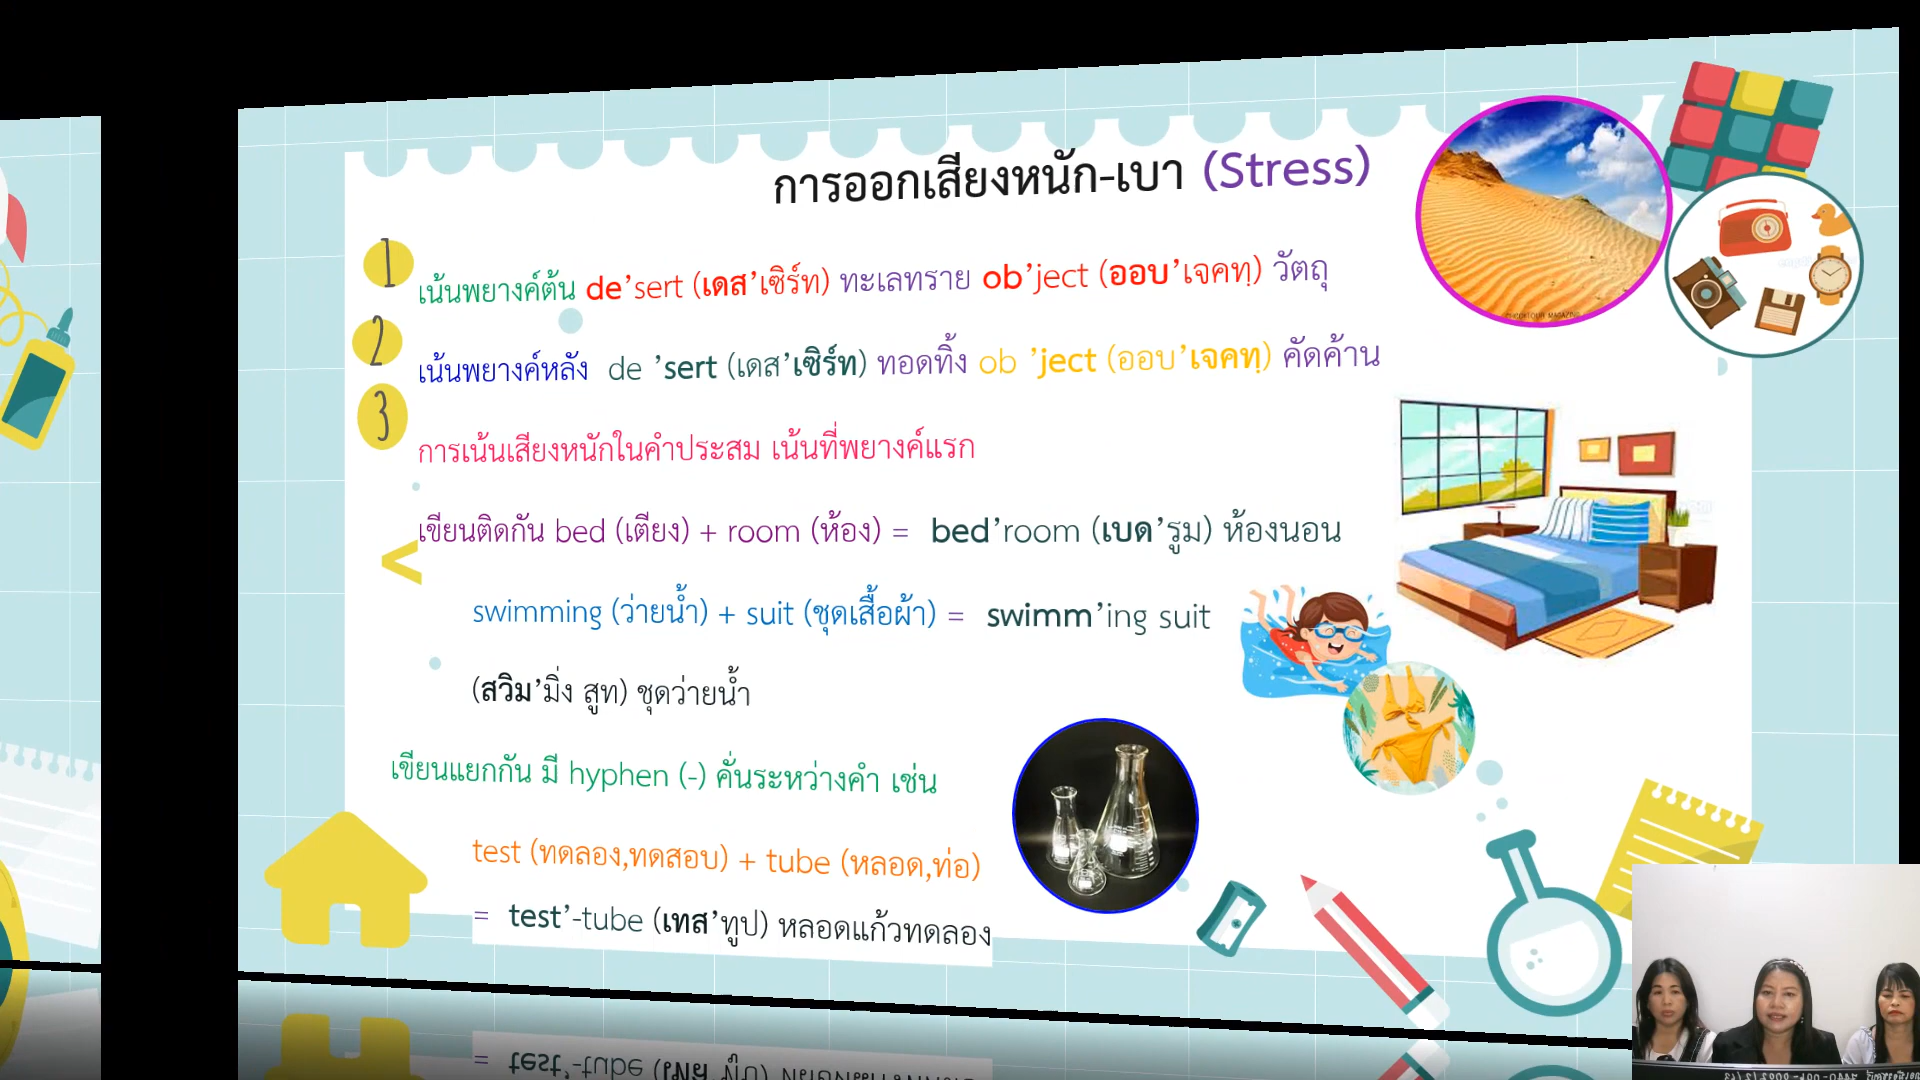 การออกเสียงหนัก-เบา (Stress)
1
เน้นพยางค์ต้น de’sert (เดส’เซิร์ท) ทะเลทราย ob’ject (ออบ’เจคทฺ) วัตถุ
2
เน้นพยางค์หลัง de ’sert (เดส’เซิร์ท) ทอดทิ้ง ob ’ject (ออบ’เจคทฺ) คัดค้าน
3
การเน้นเสียงหนักในคำประสม เน้นที่พยางค์แรก
เขียนติดกัน bed (เตียง) + room (ห้อง) = bed’room (เบด’รูม) ห้องนอน
swimming (ว่ายน้ำ) + suit (ชุดเสื้อผ้า) = swimm’ing suit
(สวิม’มิ่ง สูท) ชุดว่ายน้ำ
เขียนแยกกัน มี hyphen (-) คั่นระหว่างคำ เช่น
test (ทดลอง,ทดสอบ) + tube (หลอด,ท่อ)
= test’-tube (เทส’ทูป) หลอดแก้วทดลอง